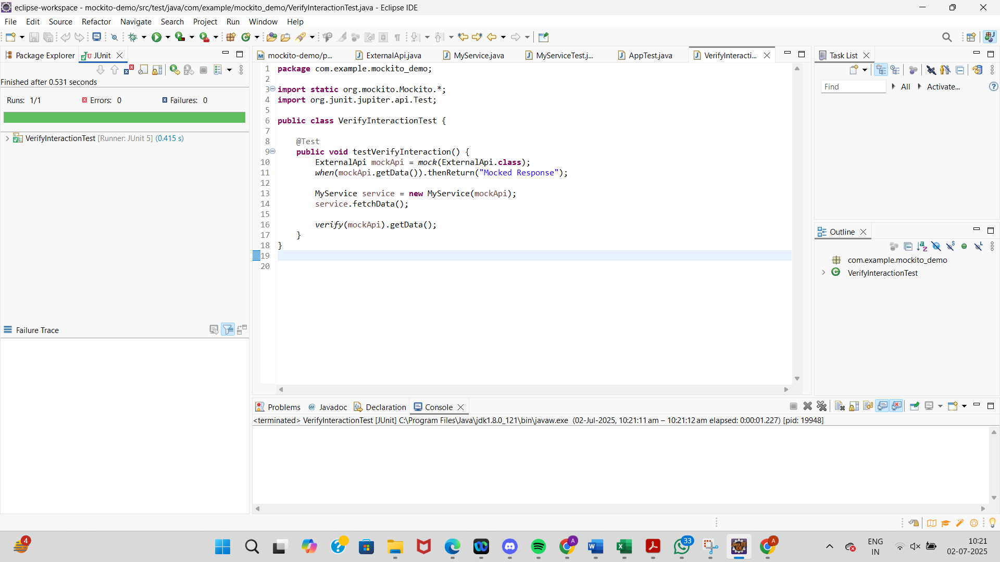 eclipse-workspace - mockito-demo/src/test/java/com/example/mockito_demo/VerifyInteractionTest.java - Eclipse IDE
File Edit Source Refactor Navigate Search Project Run Window Help
Package Explorer JUnit
Finished after 0.531 seconds
Runs: 1/1 Errors: 0 Failures: 0
VerifyInteractionTest [Runner: JUnit 5] (0.415 s)
Failure Trace
mockito-demo/p... ExternalApi.java MyService.java MyServiceTest.j... AppTest.java VerifyInteracti...
1 package com.example.mockito_demo;
2
3 import static org.mockito.Mockito.*;
4 import org.junit.jupiter.api.Test;
5
6 public class VerifyInteractionTest {
7
8 @Test
9 public void testVerifyInteraction() {
10 ExternalApi mockApi = mock(ExternalApi.class);
11 when(mockApi.getData()).thenReturn("Mocked Response");
12
13 MyService service = new MyService(mockApi);
14 service.fetchData();
15
16 verify(mockApi).getData();
17 }
18 }
19
20
Task List
Find All Activate...
Outline
com.example.mockito_demo
VerifyInteractionTest
Problems Javadoc Declaration Console
<terminated> VerifyInteractionTest [JUnit] C:\Program Files\Java\jdk1.8.0_121\bin\javaw.exe (02-Jul-2025, 10:21:11 am – 10:21:12 am elapsed: 0:00:01.227) [pid: 19948]
4
33
ENG
IN
10:21
02-07-2025